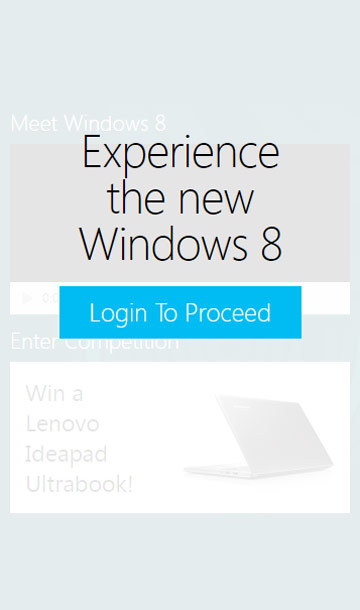 Meet Windows 8
Experience
the new
Windows 8
Login To Proceed
Enter Competition
Win a
Lenovo
Ideapad
Ultrabook!